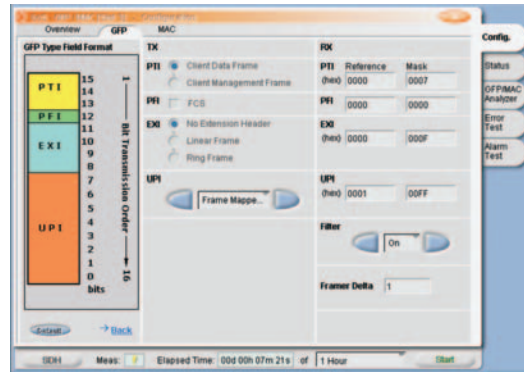 Overview GFP MAC
Config.
Status
GFP/MAC Analyzer
Error Test
Alarm Test
GFP Type Field Format
PTI
PFI
EXI
UPI
15
14
13
12
11
10
9
8
7
6
5
4
3
2
1
0
bits
1
Bit Transmission Order
16
Default
Back
TX
PTI Client Data Frame
Client Management Frame
PFI FCS
EXI No Extension Header
Linear Frame
Ring Frame
UPI
Frame Mappe...
RX
PTI Reference Mask
(hex) 0000 0007
PFI 0000 0000
EXI
(hex) 0000 000F
UPI
(hex) 0001 00FF
Filter
On
Framer Delta 1
SDH Meas: Elapsed Time: 00d 00h 07m 21s of 1 Hour Start